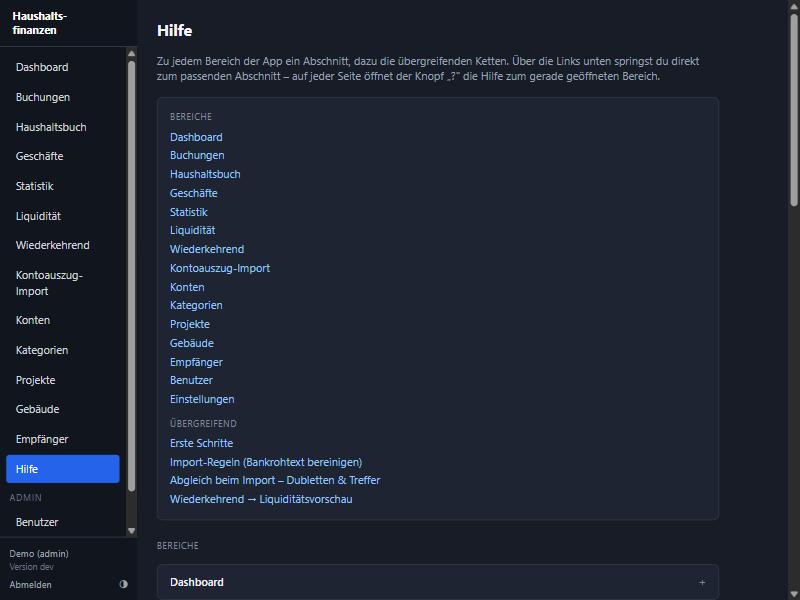 Haushalts-
finanzen
Dashboard
Buchungen
Haushaltsbuch
Geschäfte
Statistik
Liquidität
Wiederkehrend
Kontoauszug-
Import
Konten
Kategorien
Projekte
Gebäude
Empfänger
Hilfe
ADMIN
Benutzer
Demo (admin)
Version dev
Abmelden
Hilfe
Zu jedem Bereich der App ein Abschnitt, dazu die übergreifenden Ketten. Über die Links unten springst du direkt
zum passenden Abschnitt – auf jeder Seite öffnet der Knopf „?" die Hilfe zum gerade geöffneten Bereich.
BEREICHE
Dashboard
Buchungen
Haushaltsbuch
Geschäfte
Statistik
Liquidität
Wiederkehrend
Kontoauszug-Import
Konten
Kategorien
Projekte
Gebäude
Empfänger
Benutzer
Einstellungen
ÜBERGREIFEND
Erste Schritte
Import-Regeln (Bankrohtext bereinigen)
Abgleich beim Import – Dubletten & Treffer
Wiederkehrend → Liquiditätsvorschau
BEREICHE
Dashboard +